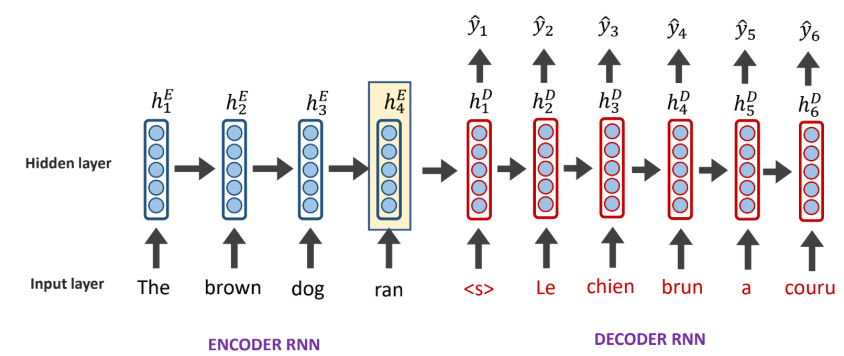 ŷ₁ ŷ₂ ŷ₃ ŷ₄ ŷ₅ ŷ₆
h₁ᴱ h₂ᴱ h₃ᴱ h₄ᴱ h₁ᴰ h₂ᴰ h₃ᴰ h₄ᴰ h₅ᴰ h₆ᴰ
Hidden layer
Input layer The brown dog ran <s> Le chien brun a couru
ENCODER RNN DECODER RNN